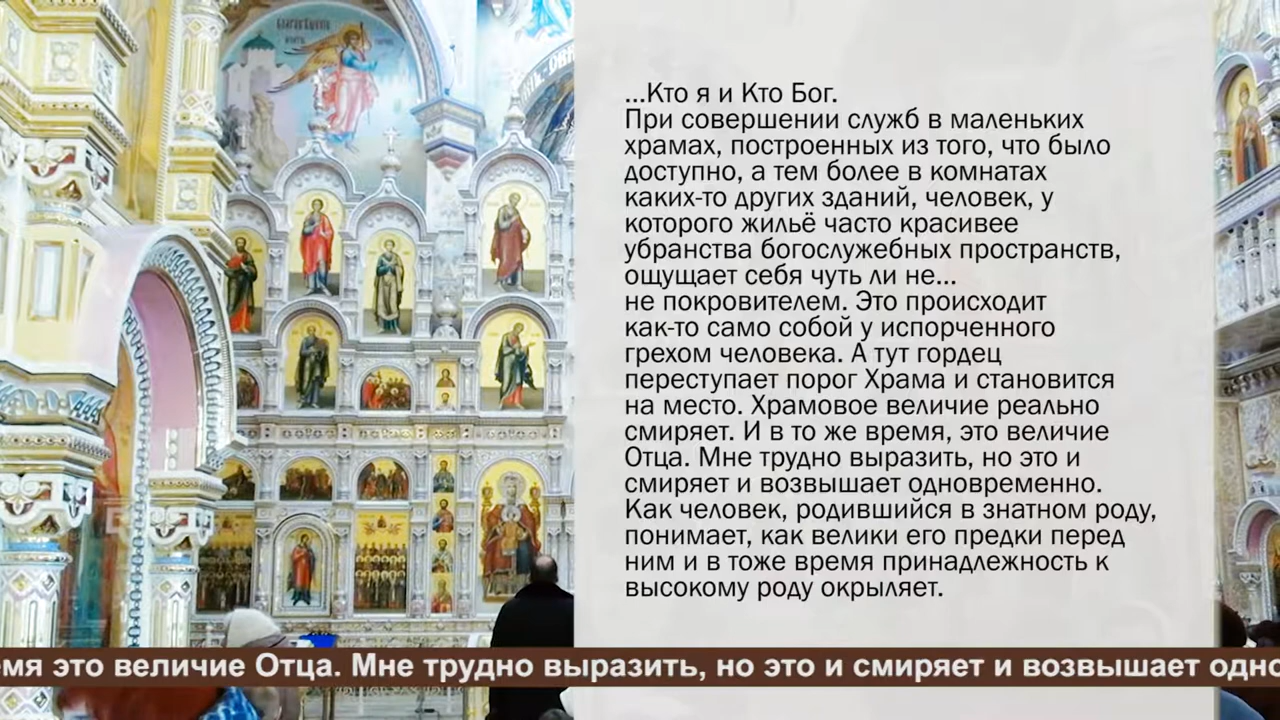 ...Кто я и Кто Бог.
При совершении служб в маленьких
храмах, построенных из того, что было
доступно, а тем более в комнатах
каких-то других зданий, человек, у
которого жильё часто красивее
убранства богослужебных пространств,
ощущает себя чуть ли не...
не покровителем. Это происходит
как-то само собой у испорченного
грехом человека. А тут гордец
переступает порог Храма и становится
на место. Храмовое величие реально
смиряет. И в то же время, это величие
Отца. Мне трудно выразить, но это и
смиряет и возвышает одновременно.
Как человек, родившийся в знатном роду,
понимает, как велики его предки перед
ним и в тоже время принадлежность к
высокому роду окрыляет.
емя это величие Отца. Мне трудно выразить, но это и смиряет и возвышает одно